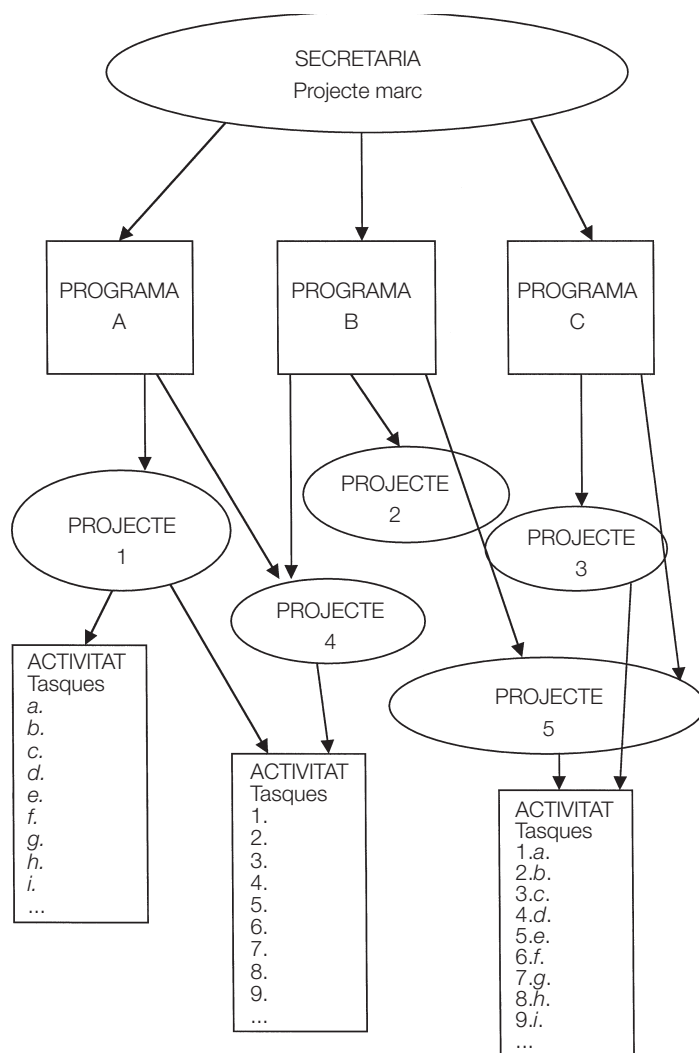 SECRETARIA
Projecte marc
PROGRAMA
A
PROGRAMA
B
PROGRAMA
C
PROJECTE
1
PROJECTE
2
PROJECTE
3
PROJECTE
4
PROJECTE
5
ACTIVITAT
Tasques
a.
b.
c.
d.
e.
f.
g.
h.
i.
...
ACTIVITAT
Tasques
1.
2.
3.
4.
5.
6.
7.
8.
9.
...
ACTIVITAT
Tasques
1.a.
2.b.
3.c.
4.d.
5.e.
6.f.
7.g.
8.h.
9.i.
...